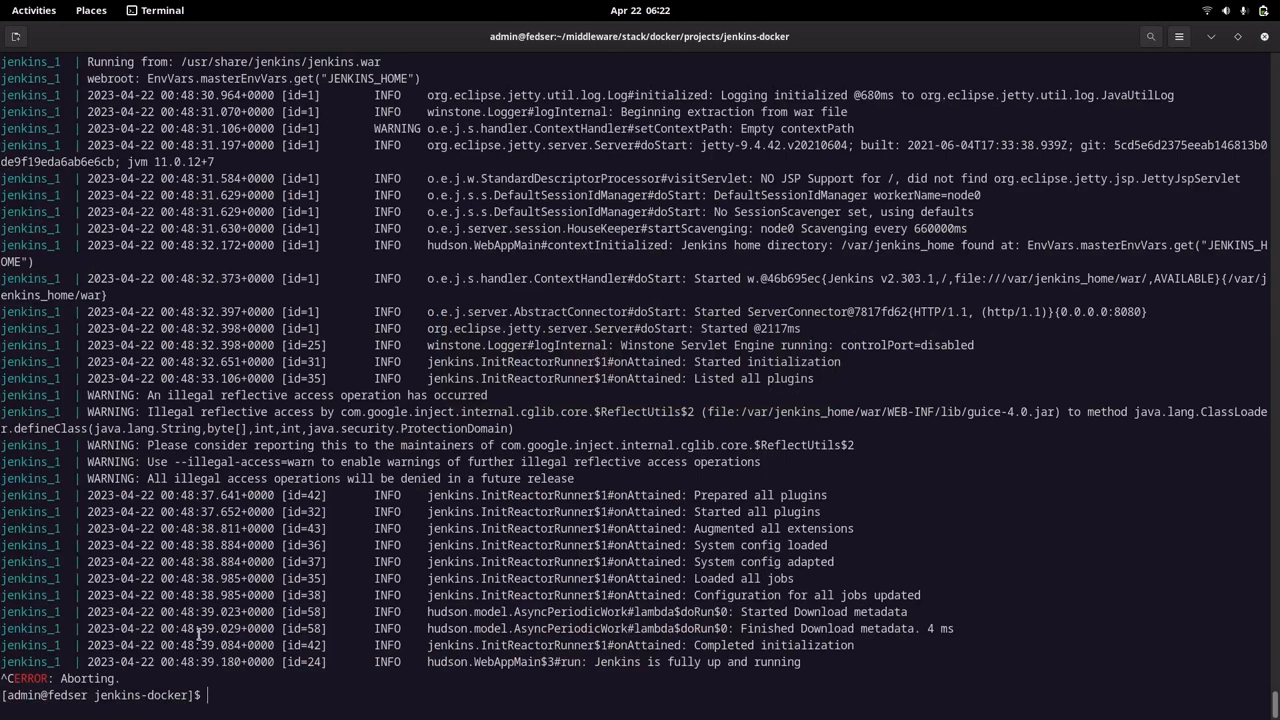 Activities Places Terminal Apr 22 06:22
admin@fedser:~/middleware/stack/docker/projects/jenkins-docker
jenkins_1 | Running from: /usr/share/jenkins/jenkins.war
jenkins_1 | webroot: EnvVars.masterEnvVars.get("JENKINS_HOME")
jenkins_1 | 2023-04-22 00:48:30.964+0000 [id=1] INFO org.eclipse.jetty.util.log.Log#initialized: Logging initialized @680ms to org.eclipse.jetty.util.log.JavaUtilLog
jenkins_1 | 2023-04-22 00:48:31.070+0000 [id=1] INFO winstone.Logger#logInternal: Beginning extraction from war file
jenkins_1 | 2023-04-22 00:48:31.106+0000 [id=1] WARNING o.e.j.s.handler.ContextHandler#setContextPath: Empty contextPath
jenkins_1 | 2023-04-22 00:48:31.197+0000 [id=1] INFO org.eclipse.jetty.server.Server#doStart: jetty-9.4.42.v20210604; built: 2021-06-04T17:33:38.939Z; git: 5cd5e6d2375eeab146813b0
de9f19eda6ab6e6cb; jvm 11.0.12+7
jenkins_1 | 2023-04-22 00:48:31.584+0000 [id=1] INFO o.e.j.w.StandardDescriptorProcessor#visitServlet: NO JSP Support for /, did not find org.eclipse.jetty.jsp.JettyJspServlet
jenkins_1 | 2023-04-22 00:48:31.629+0000 [id=1] INFO o.e.j.s.s.DefaultSessionIdManager#doStart: DefaultSessionIdManager workerName=node0
jenkins_1 | 2023-04-22 00:48:31.629+0000 [id=1] INFO o.e.j.s.s.DefaultSessionIdManager#doStart: No SessionScavenger set, using defaults
jenkins_1 | 2023-04-22 00:48:31.630+0000 [id=1] INFO o.e.j.server.session.HouseKeeper#startScavenging: node0 Scavenging every 660000ms
jenkins_1 | 2023-04-22 00:48:32.172+0000 [id=1] INFO hudson.WebAppMain#contextInitialized: Jenkins home directory: /var/jenkins_home found at: EnvVars.masterEnvVars.get("JENKINS_H
OME")
jenkins_1 | 2023-04-22 00:48:32.373+0000 [id=1] INFO o.e.j.s.handler.ContextHandler#doStart: Started w.@46b695ec{Jenkins v2.303.1,/,file:///var/jenkins_home/war/,AVAILABLE}{/var/j
enkins_home/war}
jenkins_1 | 2023-04-22 00:48:32.397+0000 [id=1] INFO o.e.j.server.AbstractConnector#doStart: Started ServerConnector@7817fd62{HTTP/1.1, (http/1.1)}{0.0.0.0:8080}
jenkins_1 | 2023-04-22 00:48:32.398+0000 [id=1] INFO org.eclipse.jetty.server.Server#doStart: Started @2117ms
jenkins_1 | 2023-04-22 00:48:32.398+0000 [id=25] INFO winstone.Logger#logInternal: Winstone Servlet Engine running: controlPort=disabled
jenkins_1 | 2023-04-22 00:48:32.651+0000 [id=31] INFO jenkins.InitReactorRunner$1#onAttained: Started initialization
jenkins_1 | 2023-04-22 00:48:33.106+0000 [id=35] INFO jenkins.InitReactorRunner$1#onAttained: Listed all plugins
jenkins_1 | WARNING: An illegal reflective access operation has occurred
jenkins_1 | WARNING: Illegal reflective access by com.google.inject.internal.cglib.core.$ReflectUtils$2 (file:/var/jenkins_home/war/WEB-INF/lib/guice-4.0.jar) to method java.lang.ClassLoade
r.defineClass(java.lang.String,byte[],int,int,java.security.ProtectionDomain)
jenkins_1 | WARNING: Please consider reporting this to the maintainers of com.google.inject.internal.cglib.core.$ReflectUtils$2
jenkins_1 | WARNING: Use --illegal-access=warn to enable warnings of further illegal reflective access operations
jenkins_1 | WARNING: All illegal access operations will be denied in a future release
jenkins_1 | 2023-04-22 00:48:37.641+0000 [id=42] INFO jenkins.InitReactorRunner$1#onAttained: Prepared all plugins
jenkins_1 | 2023-04-22 00:48:37.652+0000 [id=32] INFO jenkins.InitReactorRunner$1#onAttained: Started all plugins
jenkins_1 | 2023-04-22 00:48:38.811+0000 [id=43] INFO jenkins.InitReactorRunner$1#onAttained: Augmented all extensions
jenkins_1 | 2023-04-22 00:48:38.884+0000 [id=36] INFO jenkins.InitReactorRunner$1#onAttained: System config loaded
jenkins_1 | 2023-04-22 00:48:38.884+0000 [id=37] INFO jenkins.InitReactorRunner$1#onAttained: System config adapted
jenkins_1 | 2023-04-22 00:48:38.985+0000 [id=35] INFO jenkins.InitReactorRunner$1#onAttained: Loaded all jobs
jenkins_1 | 2023-04-22 00:48:38.985+0000 [id=38] INFO jenkins.InitReactorRunner$1#onAttained: Configuration for all jobs updated
jenkins_1 | 2023-04-22 00:48:39.023+0000 [id=58] INFO hudson.model.AsyncPeriodicWork#lambda$doRun$0: Started Download metadata
jenkins_1 | 2023-04-22 00:48:39.029+0000 [id=58] INFO hudson.model.AsyncPeriodicWork#lambda$doRun$0: Finished Download metadata. 4 ms
jenkins_1 | 2023-04-22 00:48:39.084+0000 [id=42] INFO jenkins.InitReactorRunner$1#onAttained: Completed initialization
jenkins_1 | 2023-04-22 00:48:39.180+0000 [id=24] INFO hudson.WebAppMain$3#run: Jenkins is fully up and running
^CERROR: Aborting.
[admin@fedser jenkins-docker]$